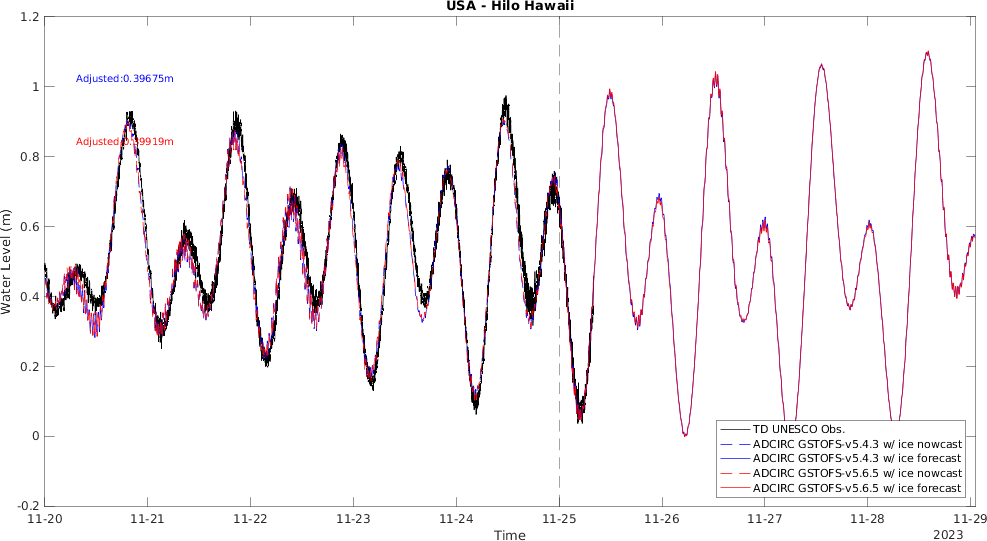 USA - Hilo Hawaii
1.2
1
0.8
0.6
0.4
0.2
0
-0.2
Water Level (m)
Adjusted:0.39675m
Adjusted:0.39919m
TD UNESCO Obs.
ADCIRC GSTOFS-v5.4.3 w/ ice nowcast
ADCIRC GSTOFS-v5.4.3 w/ ice forecast
ADCIRC GSTOFS-v5.6.5 w/ ice nowcast
ADCIRC GSTOFS-v5.6.5 w/ ice forecast
11-20 11-21 11-22 11-23 11-24 11-25 11-26 11-27 11-28 11-29
Time
2023